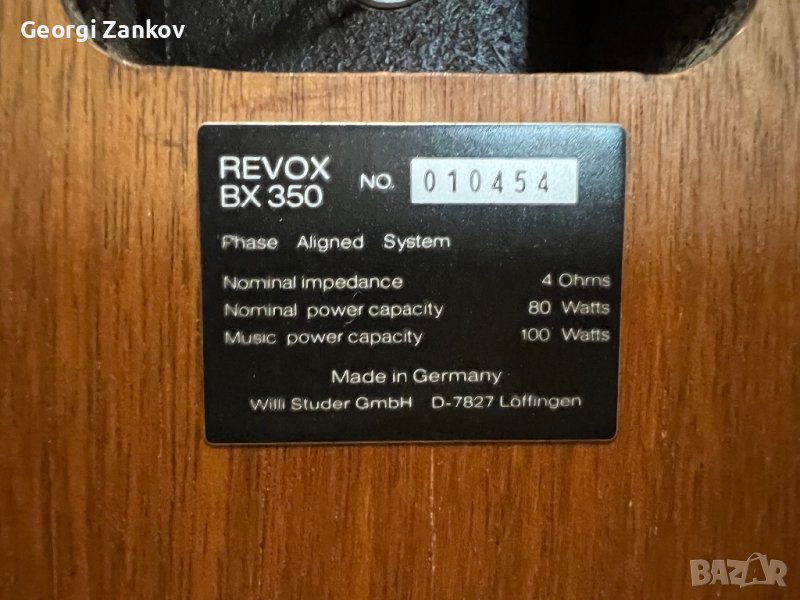 Georgi Zankov
REVOX
BX 350
NO. 010454
Phase Aligned System
Nominal impedance 4 Ohms
Nominal power capacity 80 Watts
Music power capacity 100 Watts
Made in Germany
Willi Studer GmbH D-7827 Löffingen
BAZAR